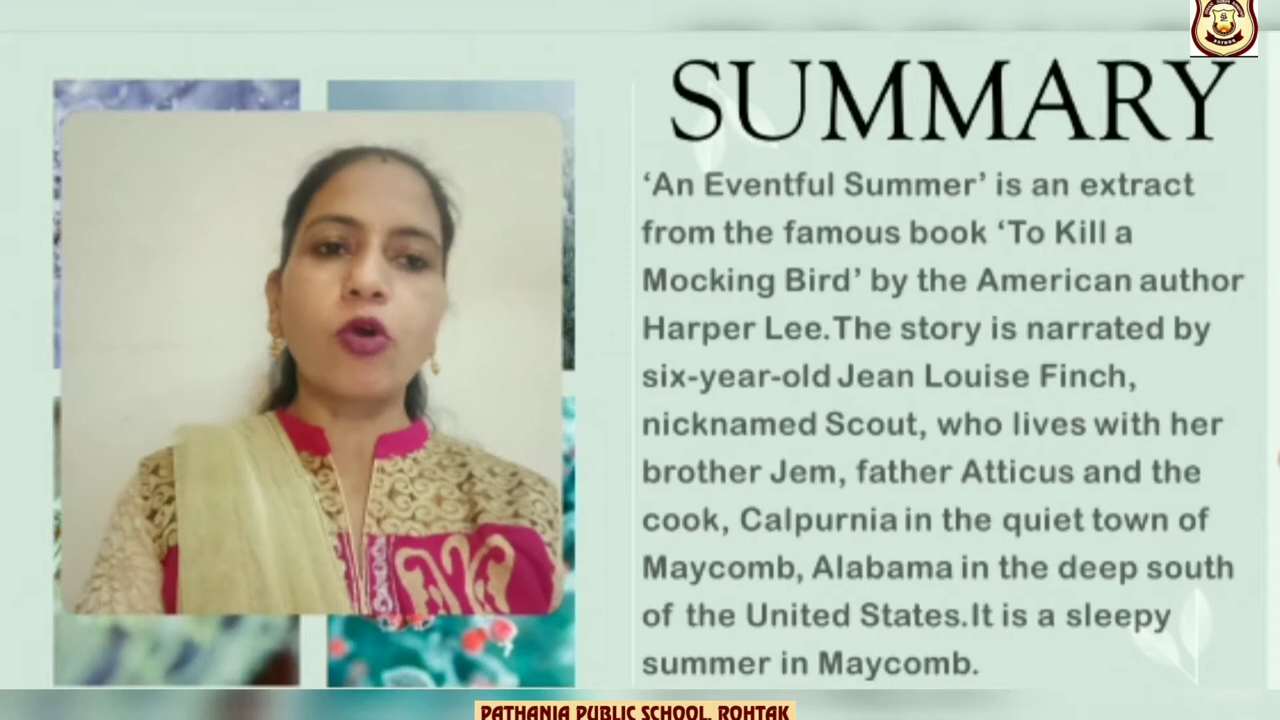 SUMMARY
‘An Eventful Summer’ is an extract
from the famous book ‘To Kill a
Mocking Bird’ by the American author
Harper Lee.The story is narrated by
six-year-old Jean Louise Finch,
nicknamed Scout, who lives with her
brother Jem, father Atticus and the
cook, Calpurnia in the quiet town of
Maycomb, Alabama in the deep south
of the United States.It is a sleepy
summer in Maycomb.
PATHANIA PUBLIC SCHOOL, ROHTAK